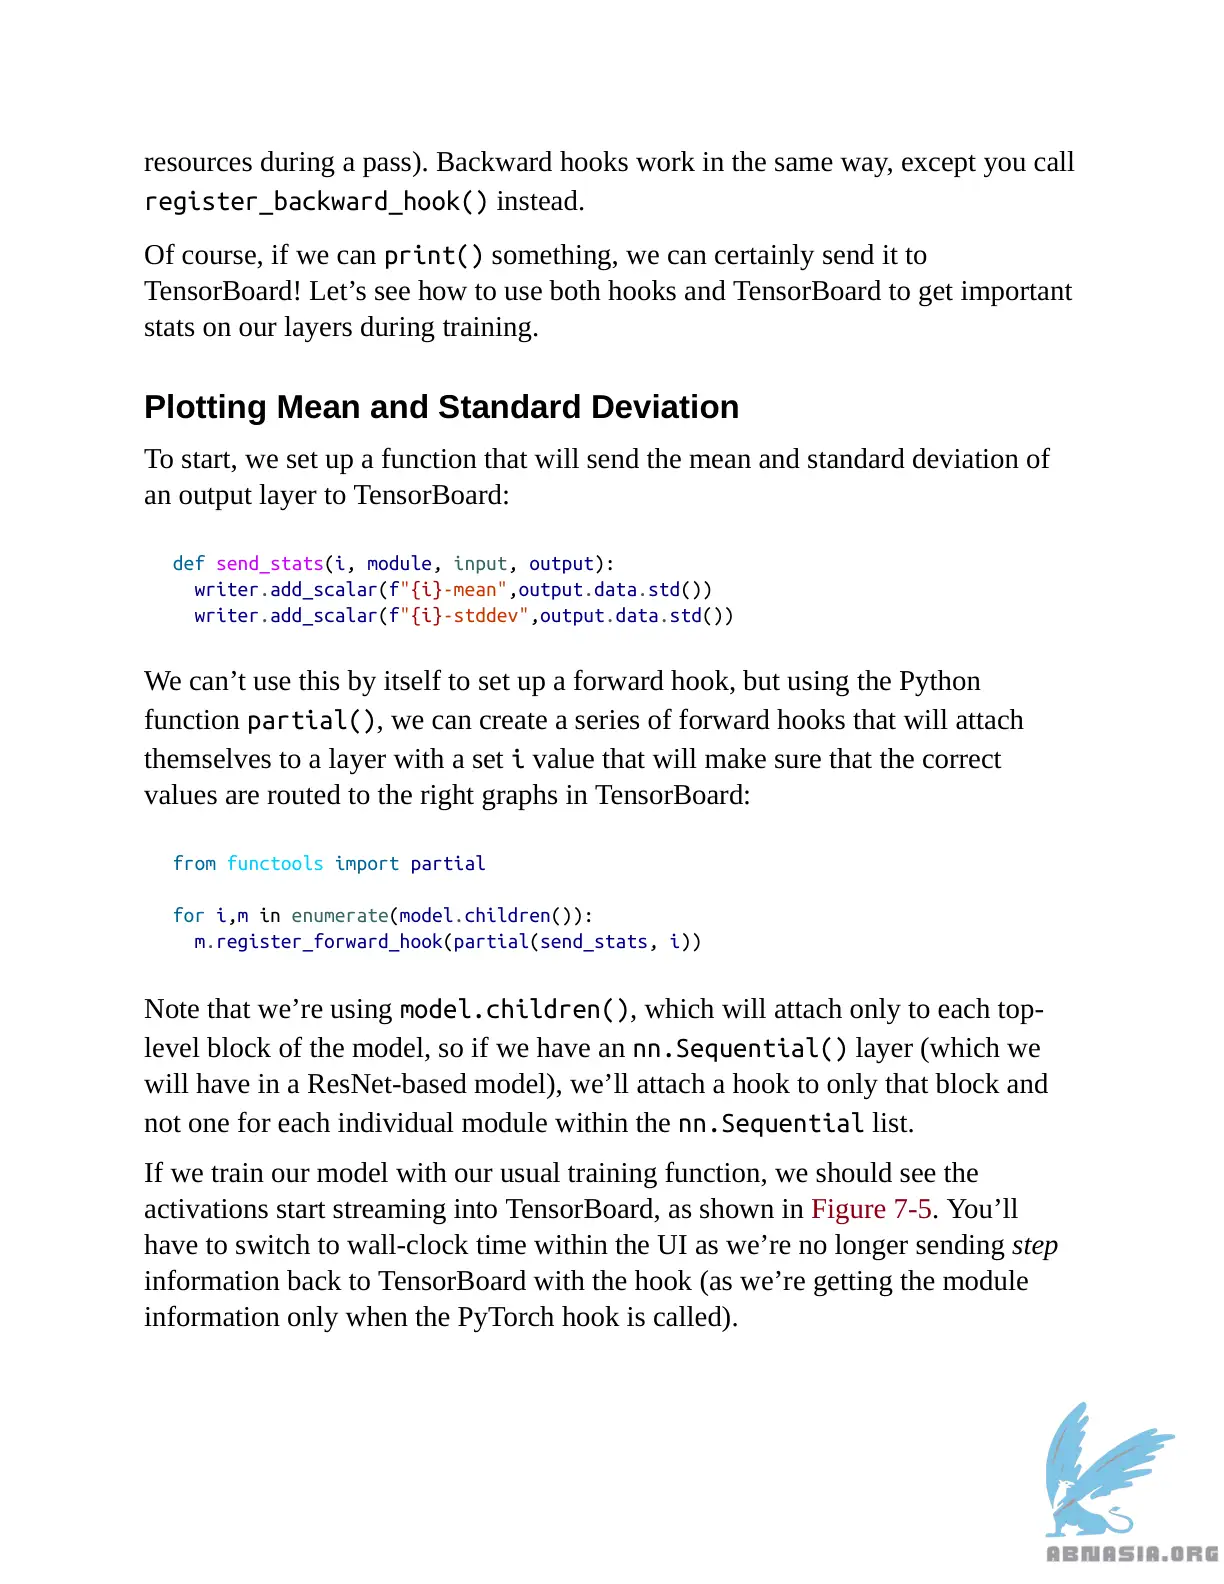 resources during a pass). Backward hooks work in the same way, except you call
register_backward_hook() instead.
Of course, if we can print() something, we can certainly send it to
TensorBoard! Let’s see how to use both hooks and TensorBoard to get important
stats on our layers during training.
Plotting Mean and Standard Deviation
To start, we set up a function that will send the mean and standard deviation of
an output layer to TensorBoard:
def send_stats(i, module, input, output):
  writer.add_scalar(f"{i}-mean",output.data.std())
  writer.add_scalar(f"{i}-stddev",output.data.std())
We can’t use this by itself to set up a forward hook, but using the Python
function partial(), we can create a series of forward hooks that will attach
themselves to a layer with a set i value that will make sure that the correct
values are routed to the right graphs in TensorBoard:
from functools import partial
for i,m in enumerate(model.children()):
  m.register_forward_hook(partial(send_stats, i))
Note that we’re using model.children(), which will attach only to each top-
level block of the model, so if we have an nn.Sequential() layer (which we
will have in a ResNet-based model), we’ll attach a hook to only that block and
not one for each individual module within the nn.Sequential list.
If we train our model with our usual training function, we should see the
activations start streaming into TensorBoard, as shown in Figure 7-5. You’ll
have to switch to wall-clock time within the UI as we’re no longer sending step
information back to TensorBoard with the hook (as we’re getting the module
information only when the PyTorch hook is called).
ABNASIA.ORG